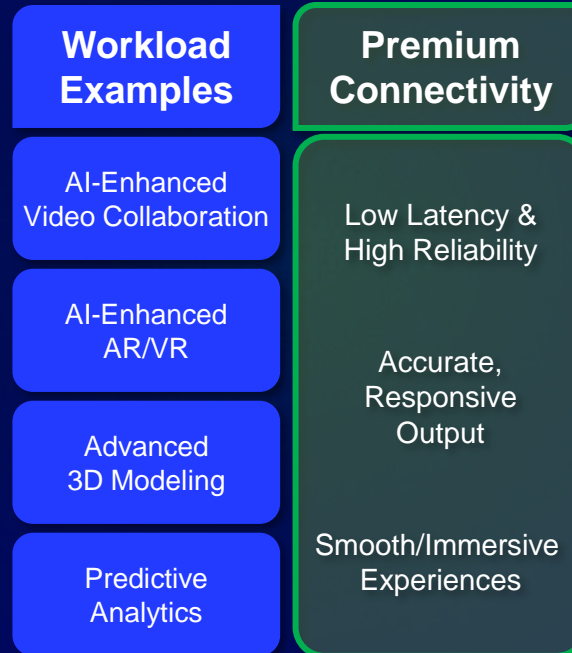 Workload
Examples
AI-Enhanced
Video Collaboration
AI-Enhanced
AR/VR
Advanced
3D Modeling
Predictive
Analytics
Premium
Connectivity
Low Latency &
High Reliability
Accurate,
Responsive
Output
Smooth/Immersive
Experiences